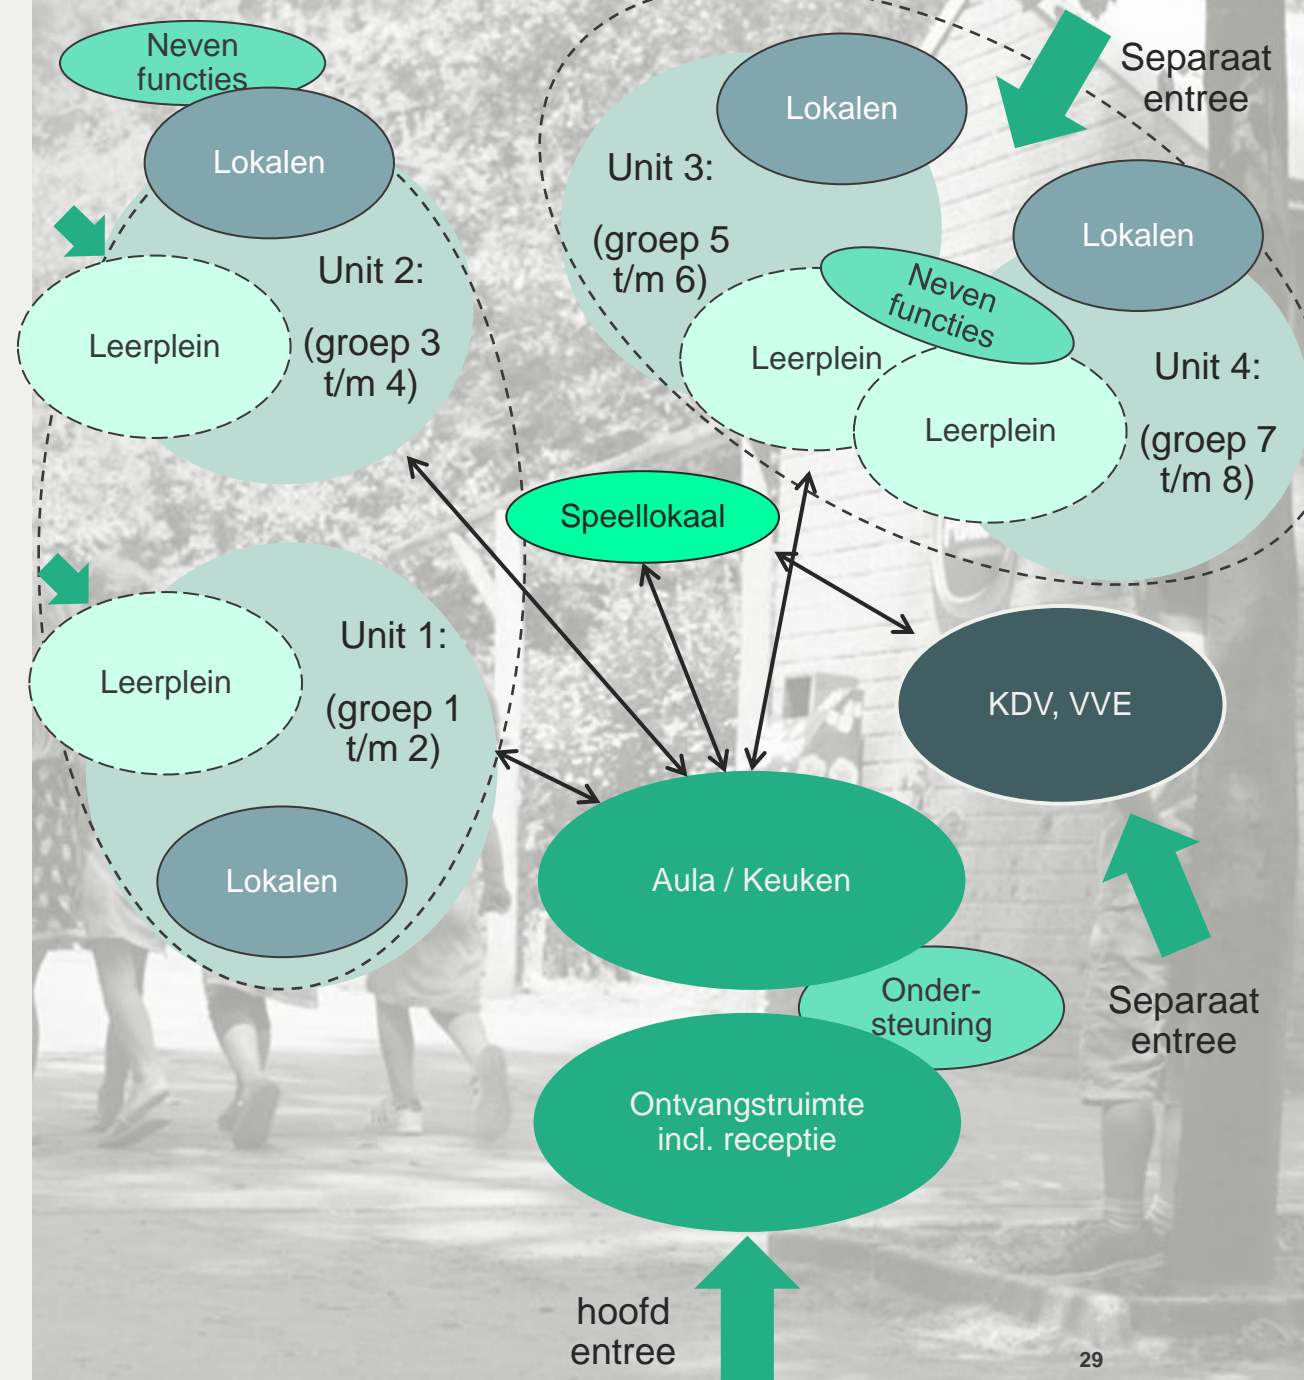 Neven
functies
Lokalen
Unit 2:
(groep 3
t/m 4)
Leerplein
Separaat
entree
Lokalen
Unit 3:
(groep 5
t/m 6)
Lokalen
Neven
functies
Leerplein
Leerplein
Unit 4:
(groep 7
t/m 8)
Speellokaal
Unit 1:
(groep 1
t/m 2)
Leerplein
Lokalen
KDV, VVE
Aula / Keuken
Onder-
steuning
Separaat
entree
Ontvangstruimte
incl. receptie
hoofd
entree
29